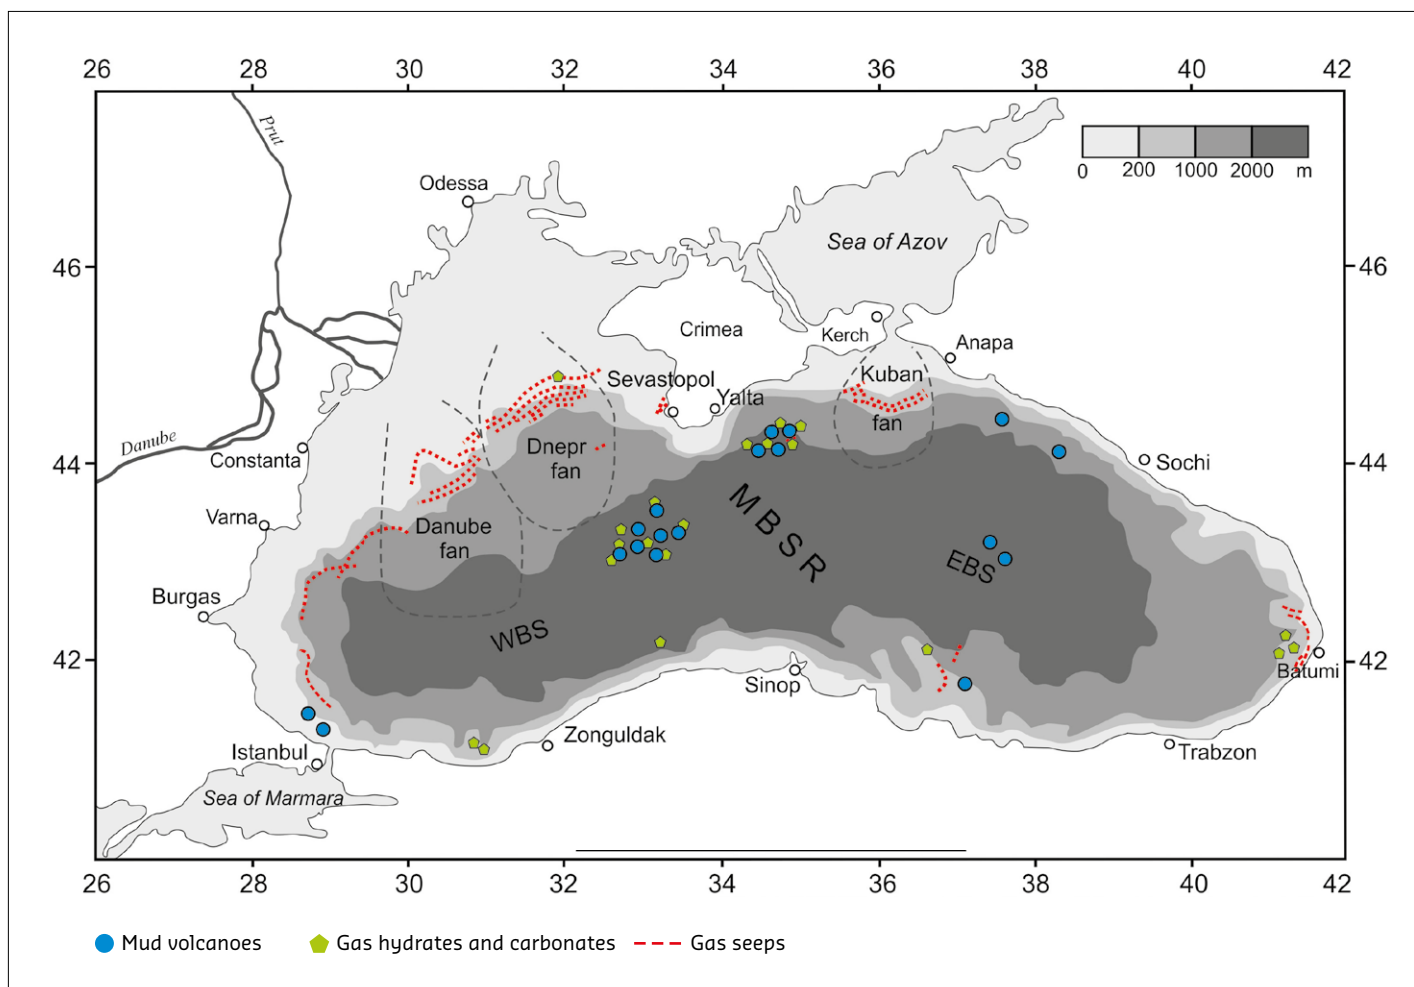 26 28 30 32 34 36 38 40 42
Prut
0 200 1000 2000 m
Odessa
Sea of Azov
46 46
Crimea
Kerch
Anapa
Kuban
fan
Sevastopol
Yalta
Danube
Constanta
44 44
Dnepr
fan
Sochi
Varna
Danube
fan
MBSR
EBS
Burgas
WBS
42 42
Sinop
Batumi
Zonguldak
Istanbul
Trabzon
Sea of Marmara
26 28 30 32 34 36 38 40 42
Mud volcanoes Gas hydrates and carbonates Gas seeps